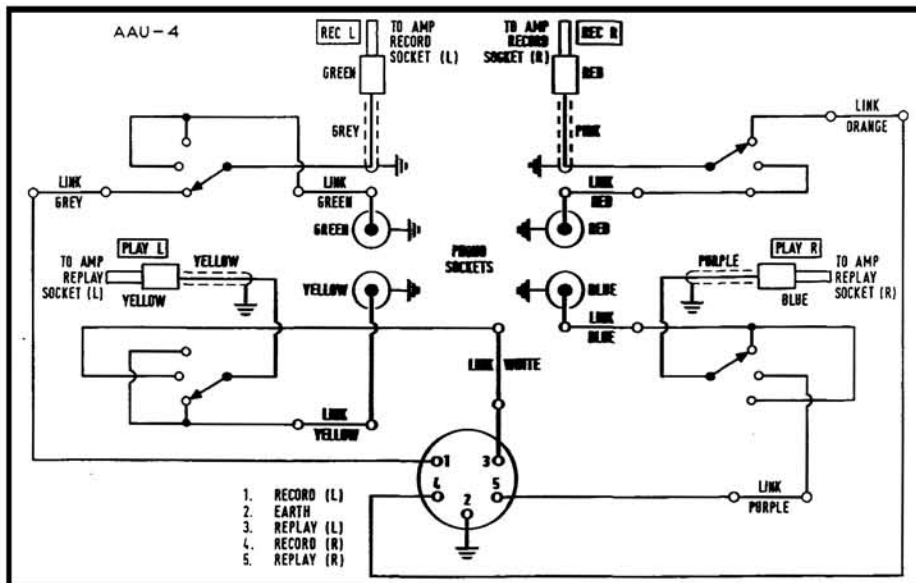 AAU-4
REC L
TO AMP
RECORD
SOCKET (L)
TO AMP
RECORD
SOCKET (R)
REC R
GREEN
RED
GREY
PINK
LINK
ORANGE
LINK
GREY
LINK
GREEN
LINK
RED
GREEN
RED
PHONO
SOCKETS
PLAY L
YELLOW
TO AMP
REPLAY
SOCKET (L)
YELLOW
YELLOW
BLUE
PURPLE
PLAY R
TO AMP
REPLAY
SOCKET (R)
BLUE
LINK
BLUE
LINK WHITE
LINK
YELLOW
1
3
4
5
2
LINK
PURPLE
1. RECORD (L)
2. EARTH
3. REPLAY (L)
4. RECORD (R)
5. REPLAY (R)